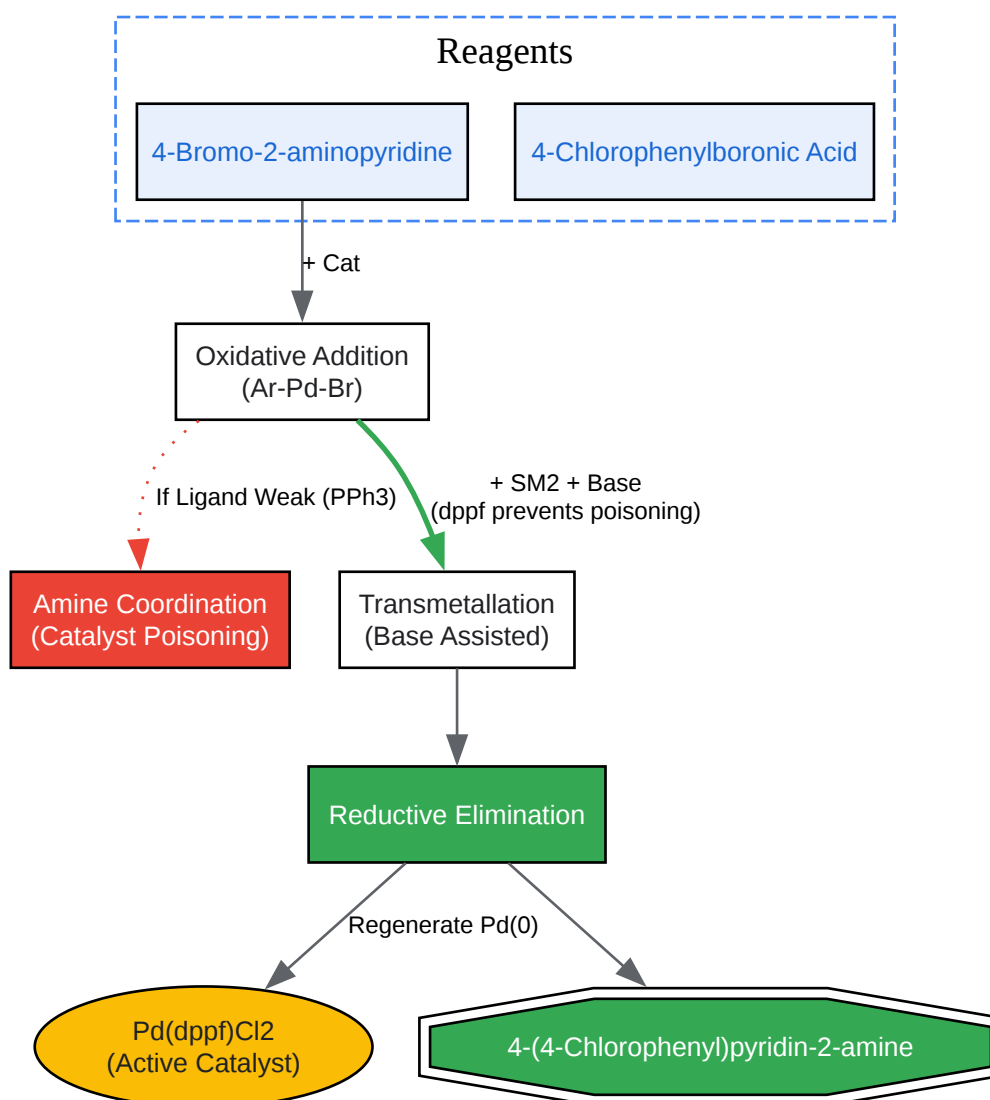 Reagents
4-Bromo-2-aminopyridine
4-Chlorophenylboronic Acid
+ Cat
Oxidative Addition
(Ar-Pd-Br)
If Ligand Weak (PPh3)
+ SM2 + Base
(dppf prevents poisoning)
Amine Coordination
(Catalyst Poisoning)
Transmetallation
(Base Assisted)
Reductive Elimination
Regenerate Pd(0)
Pd(dppf)Cl2
(Active Catalyst)
4-(4-Chlorophenyl)pyridin-2-amine